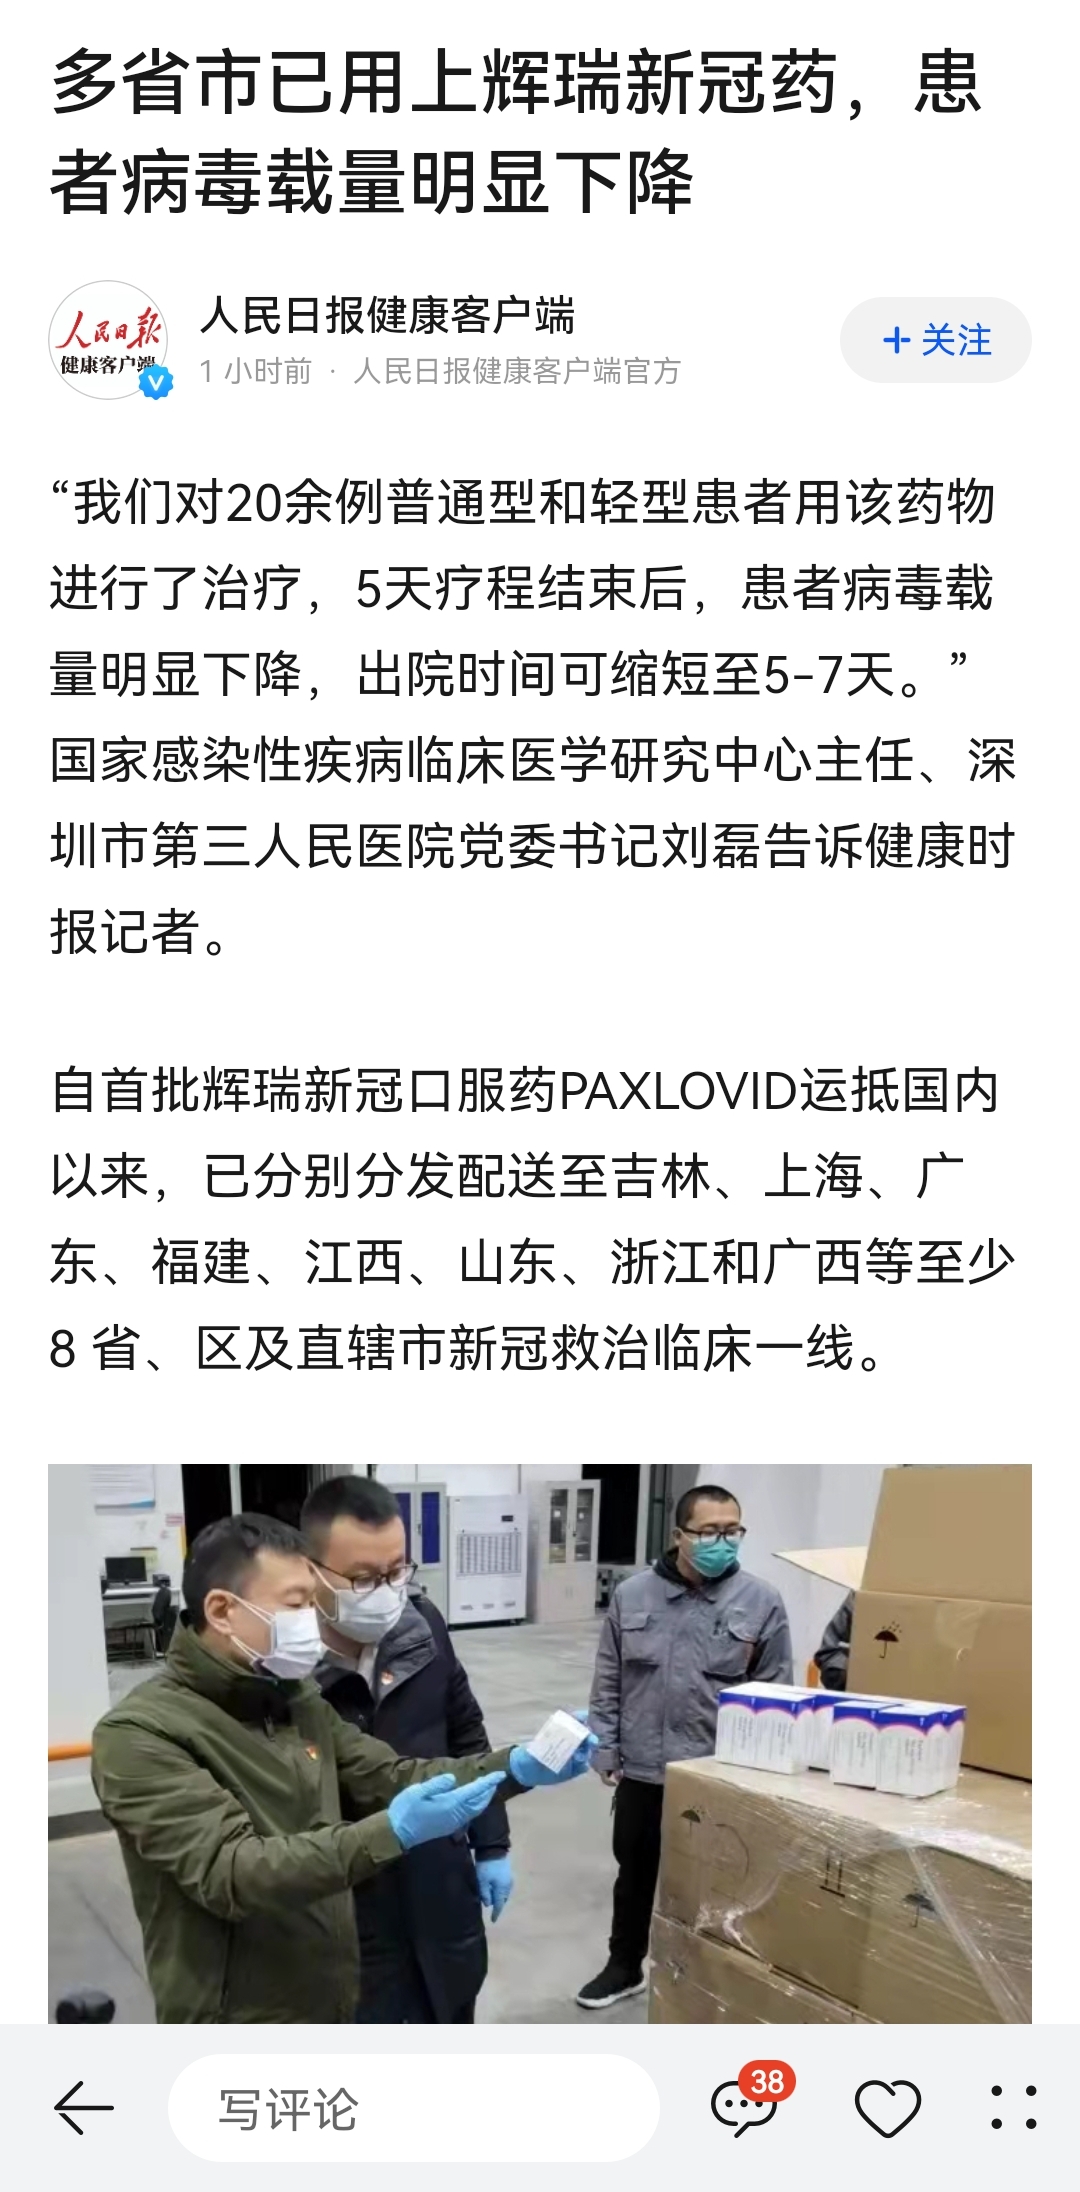 多省市已用上辉瑞新冠药，患
者病毒载量明显下降
人民日报
健康客户端
人民日报健康客户端
1 小时前 · 人民日报健康客户端官方
+ 关注
“我们对20余例普通型和轻型患者用该药物
进行了治疗，5天疗程结束后，患者病毒载
量明显下降，出院时间可缩短至5-7天。”
国家感染性疾病临床医学研究中心主任、深
圳市第三人民医院党委书记刘磊告诉健康时
报记者。
自首批辉瑞新冠口服药PAXLOVID运抵国内
以来，已分别分发配送至吉林、上海、广
东、福建、江西、山东、浙江和广西等至少
8 省、区及直辖市新冠救治临床一线。
写评论
38